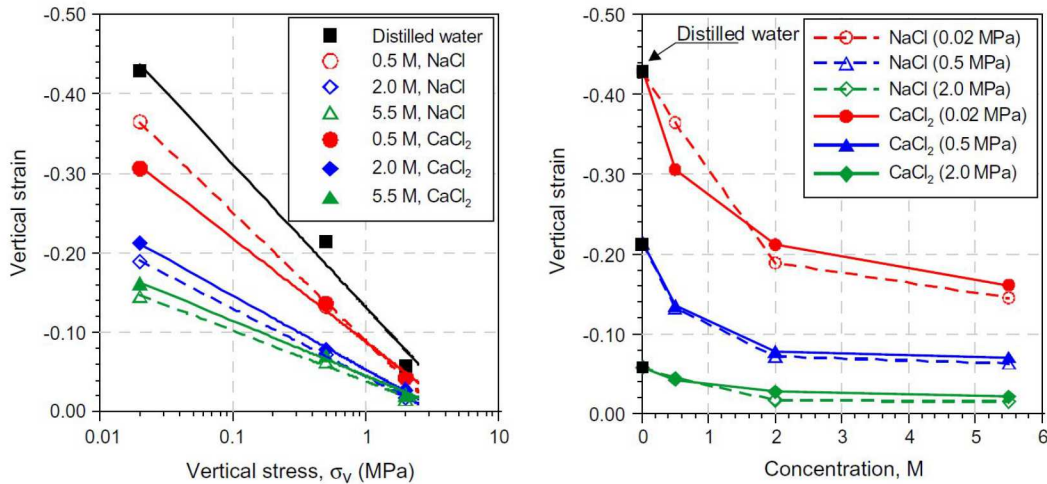 -0.50
-0.40
-0.30
-0.20
-0.10
0.00
Vertical strain
0.01
0.1
1
10
Vertical stress, σᵥ (MPa)
Distilled water
0.5 M, NaCl
2.0 M, NaCl
5.5 M, NaCl
0.5 M, CaCl₂
2.0 M, CaCl₂
5.5 M, CaCl₂
-0.50
-0.40
-0.30
-0.20
-0.10
0.00
Vertical strain
0
1
2
3
4
5
6
Concentration, M
Distilled water
NaCl (0.02 MPa)
NaCl (0.5 MPa)
NaCl (2.0 MPa)
CaCl₂ (0.02 MPa)
CaCl₂ (0.5 MPa)
CaCl₂ (2.0 MPa)